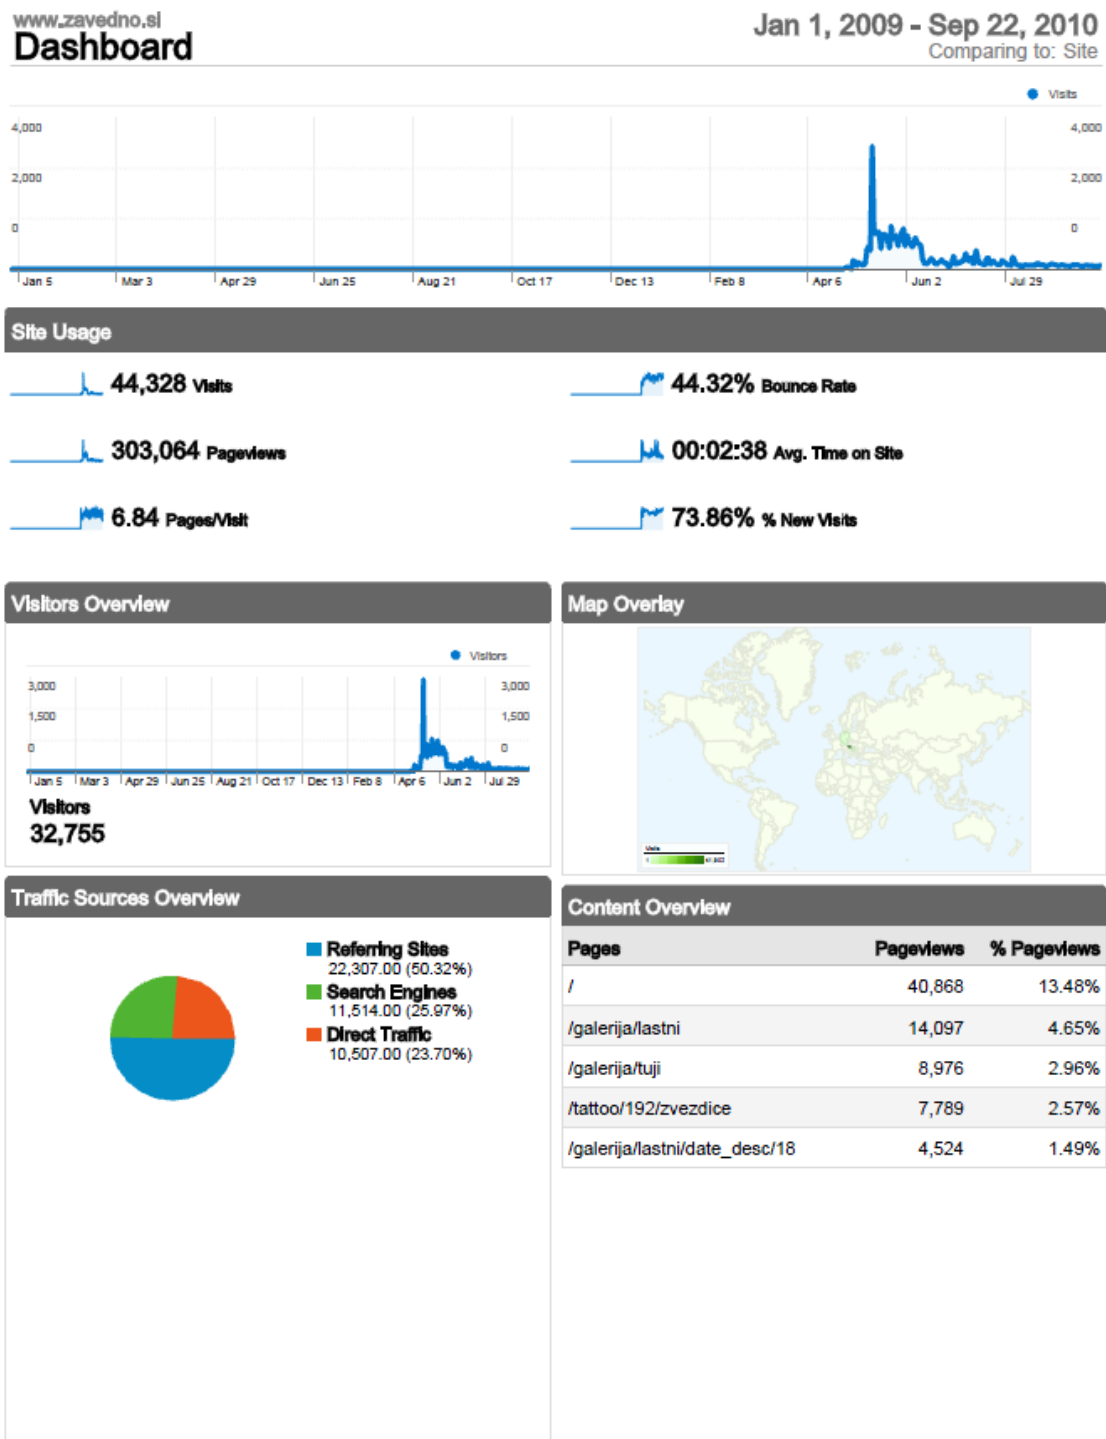 www.zavedno.si
Dashboard
Jan 1, 2009 - Sep 22, 2010
Comparing to: Site
Visits
4,000 4,000
2,000 2,000
0 0
Jan 5 Mar 3 Apr 29 Jun 25 Aug 21 Oct 17 Dec 13 Feb 8 Apr 6 Jun 2 Jul 29
Site Usage
44,328 Visits
44.32% Bounce Rate
303,064 Pageviews
00:02:38 Avg. Time on Site
6.84 Pages/Visit
73.86% % New Visits
Visitors Overview
Visitors
3,000 3,000
1,500 1,500
0 0
Jan 5 Mar 3 Apr 29 Jun 25 Aug 21 Oct 17 Dec 13 Feb 8 Apr 6 Jun 2 Jul 29
Visitors
32,755
Map Overlay
Visits
1
Traffic Sources Overview
Referring Sites
22,307.00 (50.32%)
Search Engines
11,514.00 (25.97%)
Direct Traffic
10,507.00 (23.70%)
Content Overview
Pages Pageviews % Pageviews
/ 40,868 13.48%
/galerija/lastni 14,097 4.65%
/galerija/tuji 8,976 2.96%
/tattoo/192/zvezdice 7,789 2.57%
/galerija/lastni/date_desc/18 4,524 1.49%